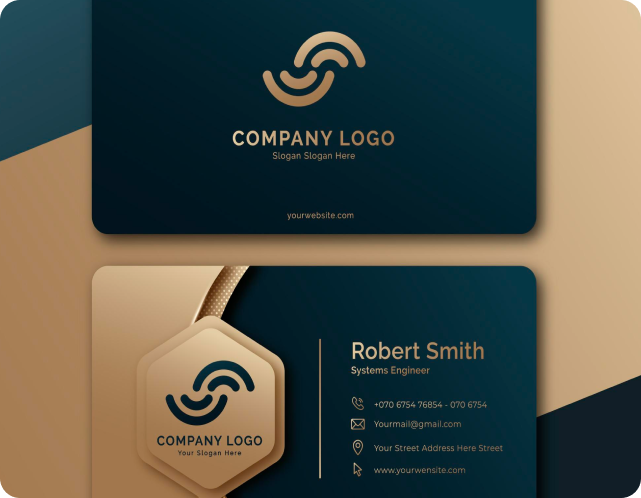 COMPANY LOGO
Slogan Slogan Here
yourwebsite.com
COMPANY LOGO
Your Slogan Here
Robert Smith
Systems Engineer
+070 6754 76854 - 070 6754
Yourmail@gmail.com
Your Street Address Here Street
www.yourwensite.com